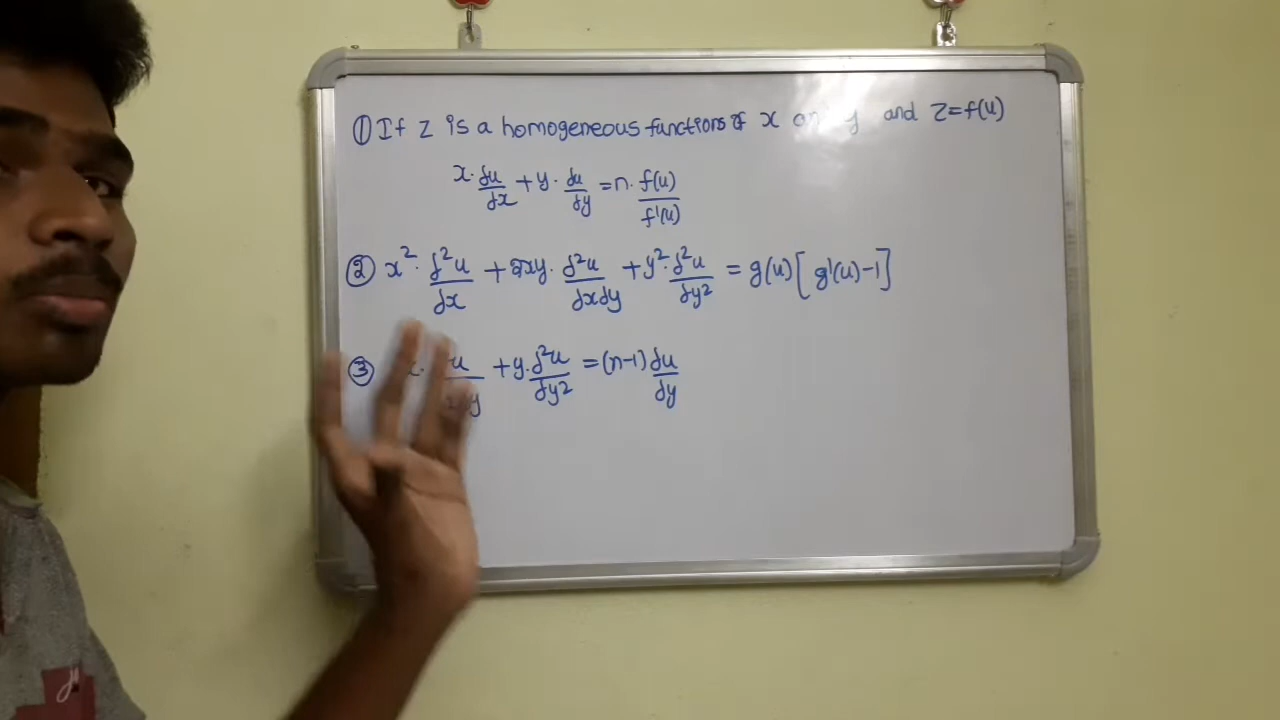 ① If Z is a homogeneous functions of x and y and Z=f(u)
x·∂u/∂x + y·∂u/∂y = n·f(u)/f'(u)
② x²·∂²u/∂x + 2xy·∂²u/∂x∂y + y²·∂²u/∂y² = g(u)[g'(u)-1]
③ + y·∂²u/∂y² = (n-1)∂u/∂y